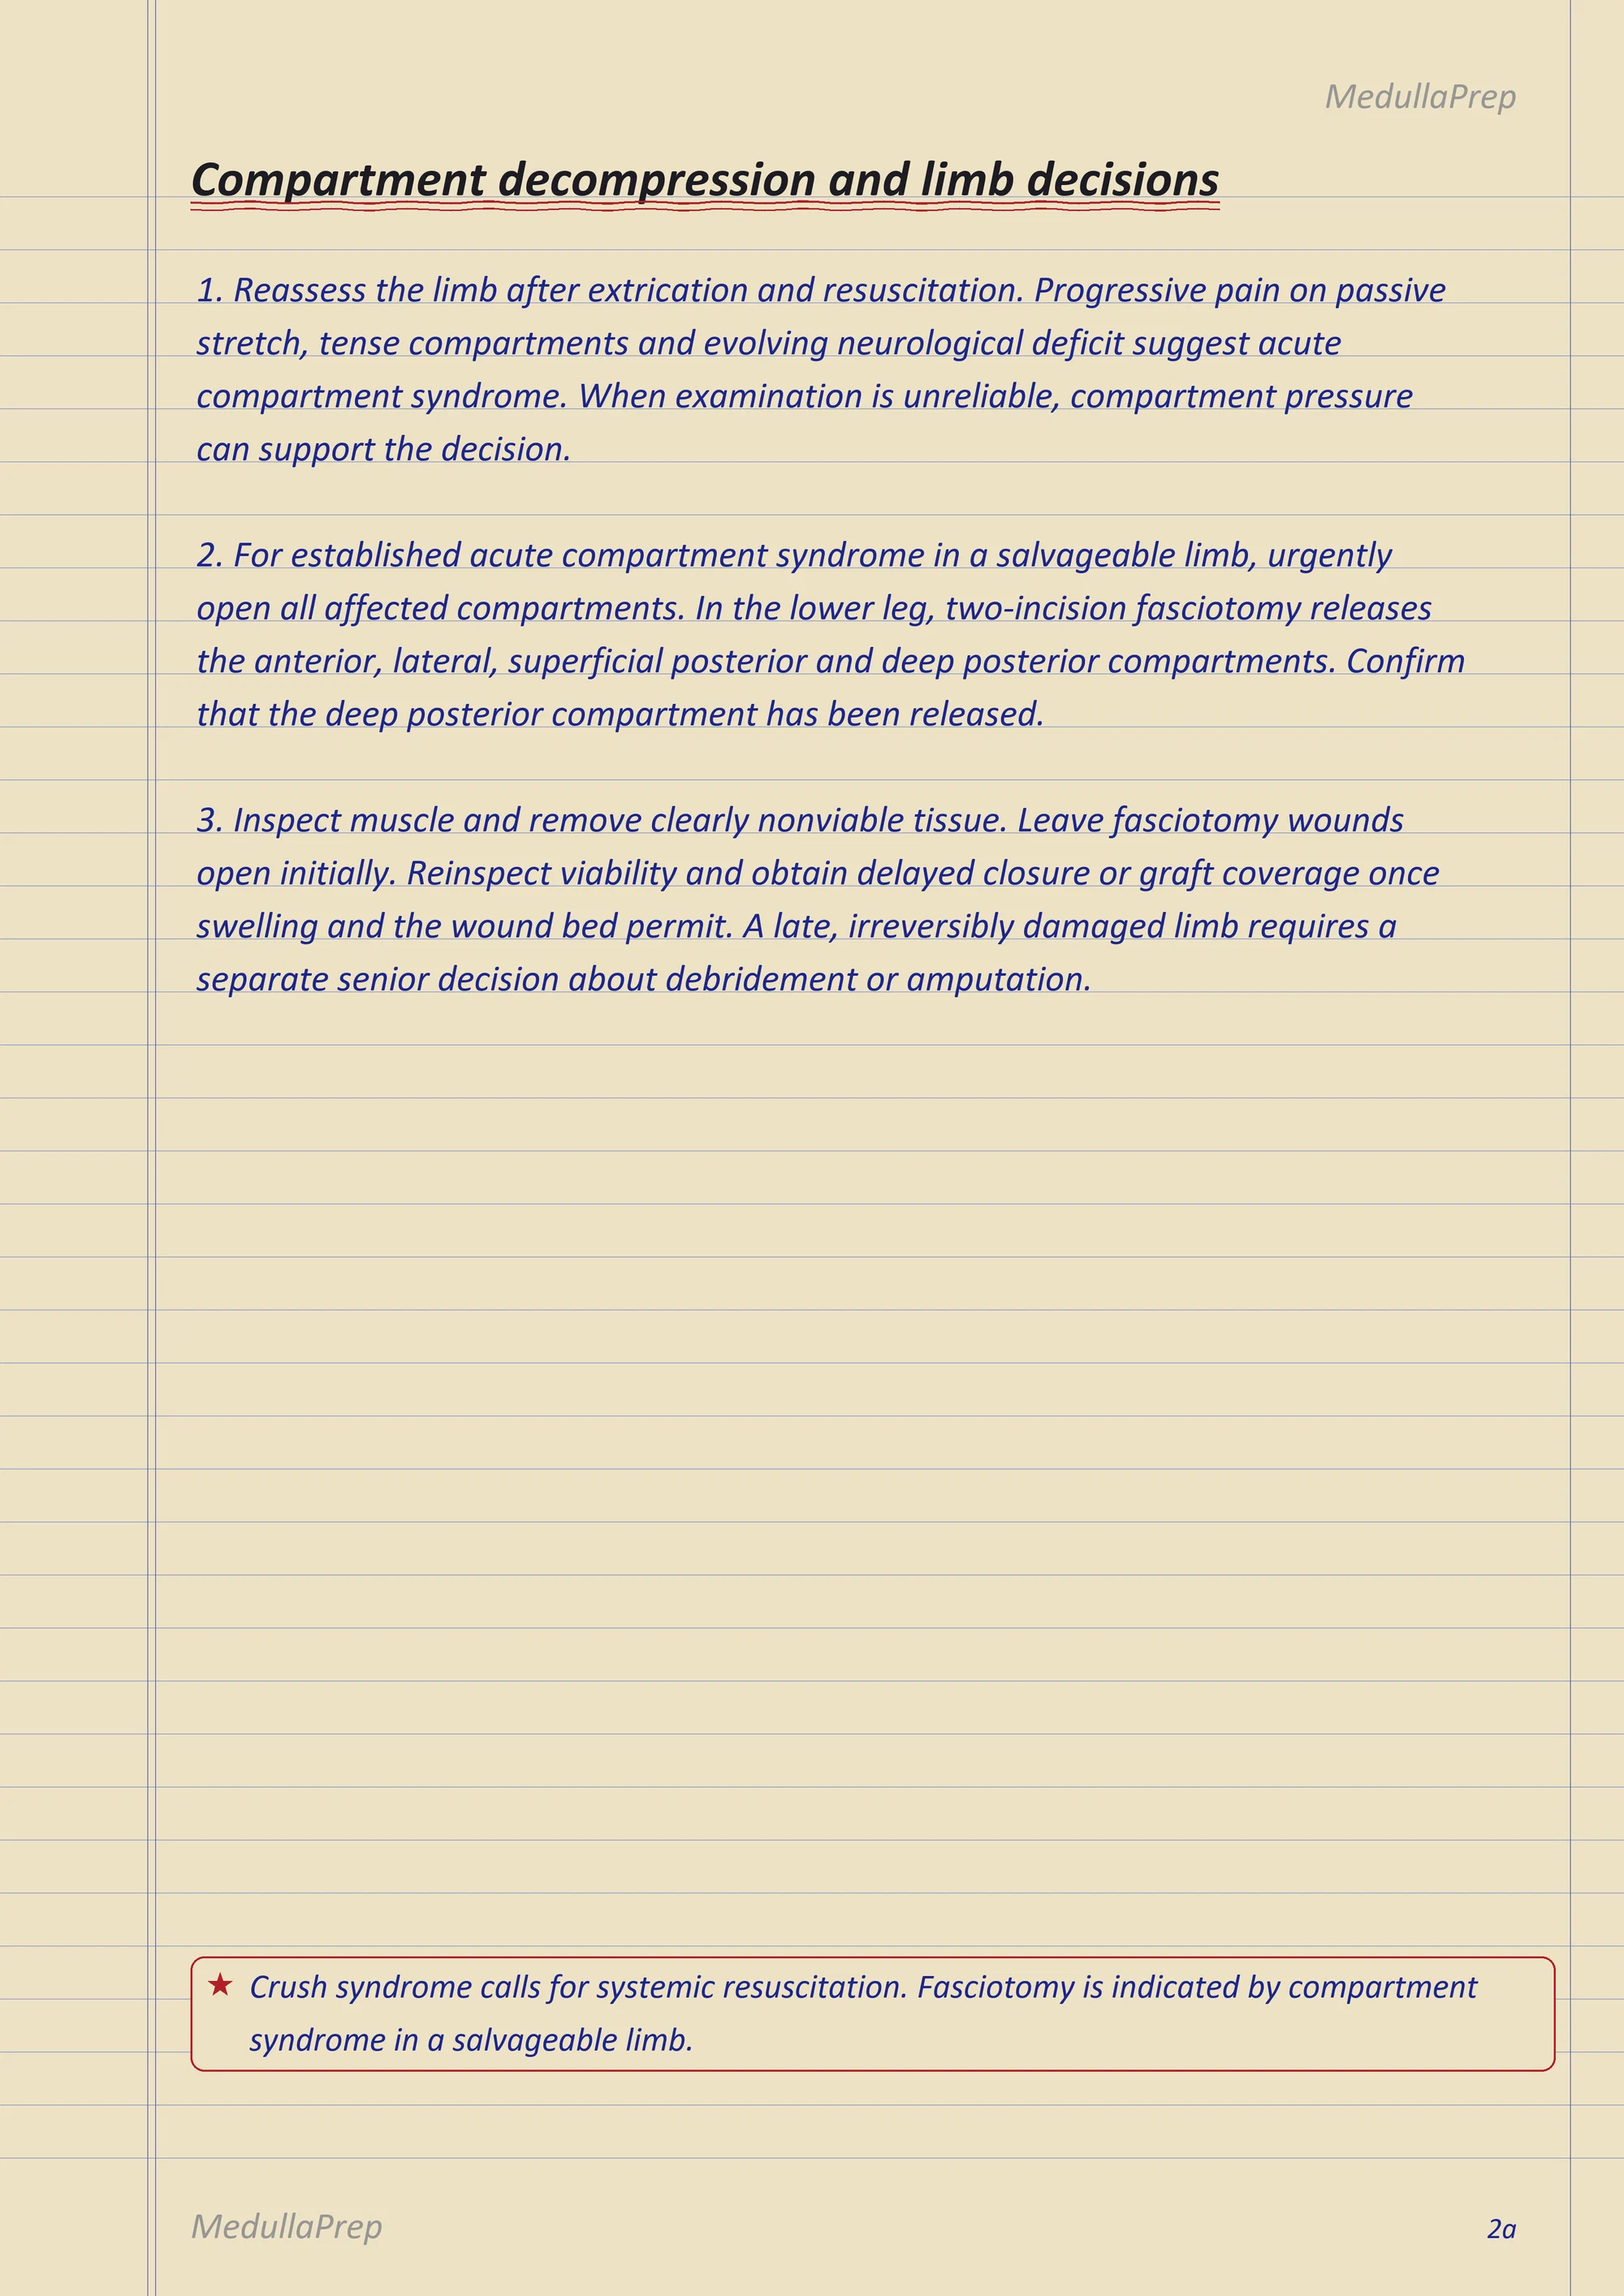 MedullaPrep
Compartment decompression and limb decisions
1. Reassess the limb after extrication and resuscitation. Progressive pain on passive
stretch, tense compartments and evolving neurological deficit suggest acute
compartment syndrome. When examination is unreliable, compartment pressure
can support the decision.
2. For established acute compartment syndrome in a salvageable limb, urgently
open all affected compartments. In the lower leg, two-incision fasciotomy releases
the anterior, lateral, superficial posterior and deep posterior compartments. Confirm
that the deep posterior compartment has been released.
3. Inspect muscle and remove clearly nonviable tissue. Leave fasciotomy wounds
open initially. Reinspect viability and obtain delayed closure or graft coverage once
swelling and the wound bed permit. A late, irreversibly damaged limb requires a
separate senior decision about debridement or amputation.
★ Crush syndrome calls for systemic resuscitation. Fasciotomy is indicated by compartment
syndrome in a salvageable limb.
MedullaPrep
2a